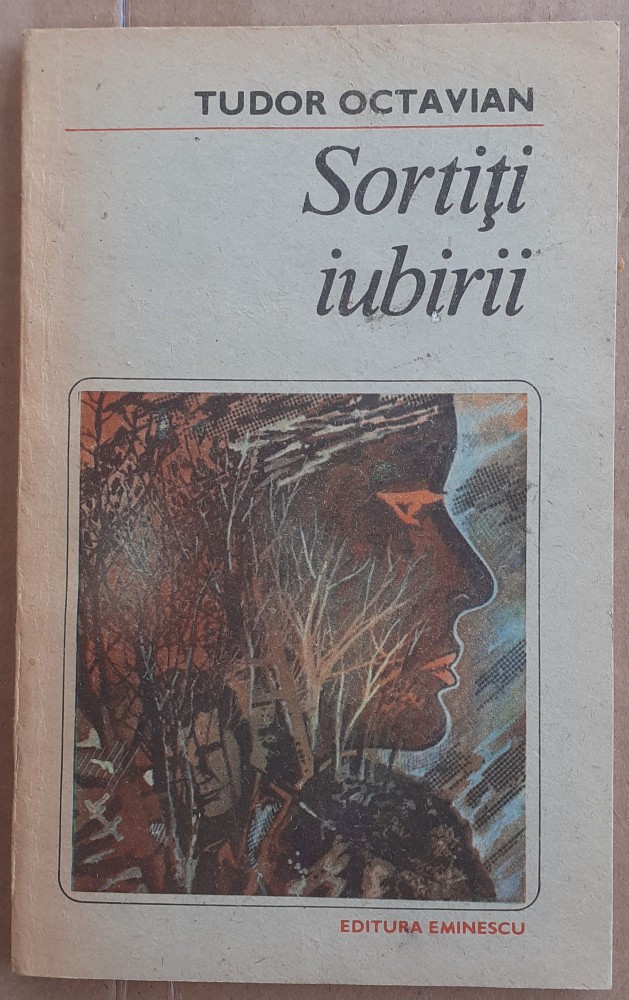 TUDOR OCTAVIAN
Sortiţi
iubirii
EDITURA EMINESCU